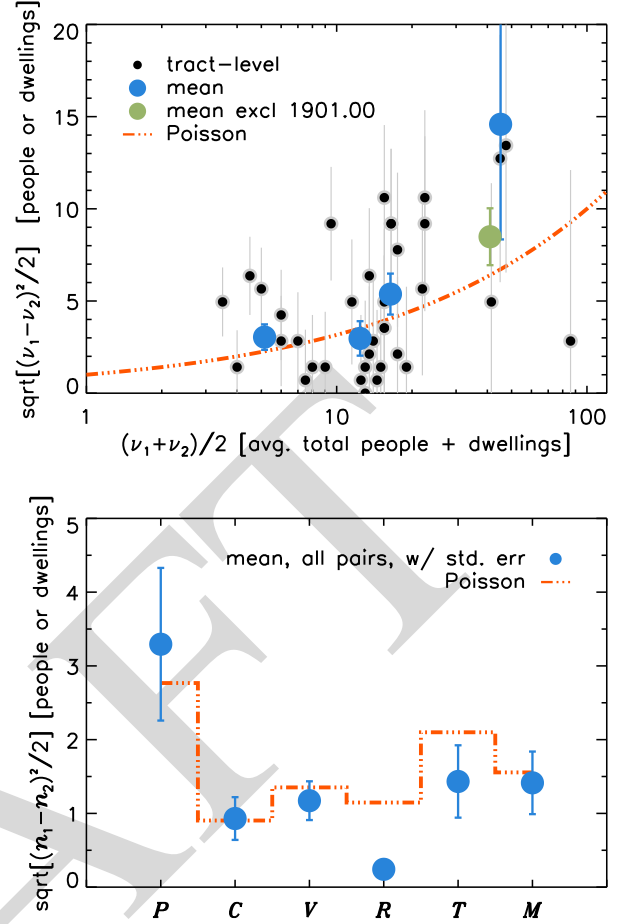 20
15
10
5
0
sqrt[(ν₁−ν₂)²/2] [people or dwellings]
tract-level
mean
mean excl 1901.00
Poisson
1 10 100
(ν₁+ν₂)/2 [avg. total people + dwellings]
5
4
3
2
1
0
sqrt[(n₁−n₂)²/2] [people or dwellings]
mean, all pairs, w/ std. err
Poisson
P C V R T M
AFT